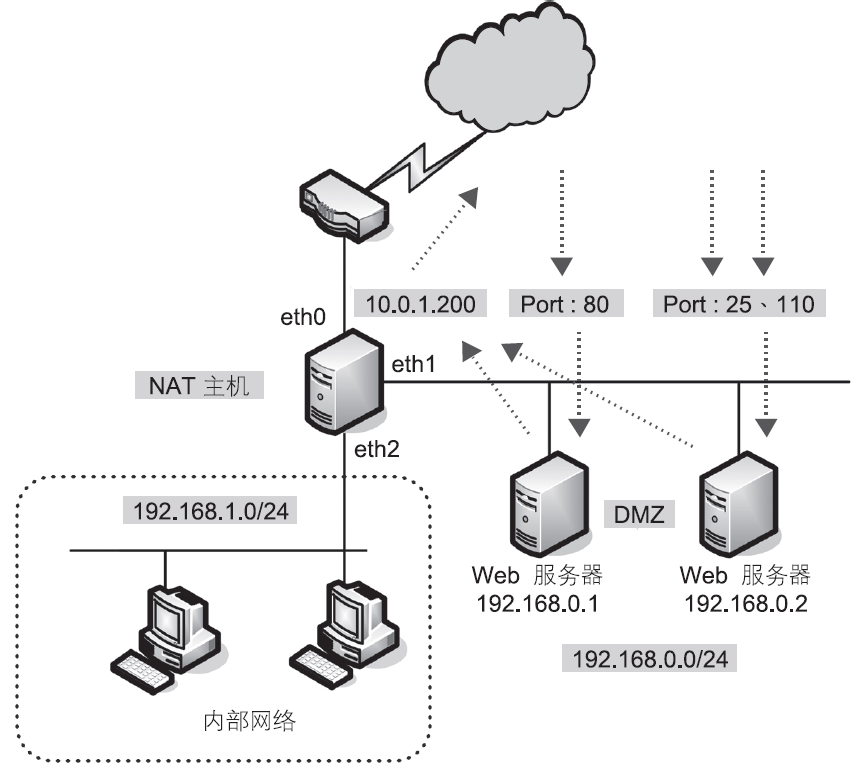 10.0.1.200
Port : 80
Port : 25、110
eth0
eth1
NAT 主机
eth2
192.168.1.0/24
DMZ
Web 服务器
192.168.0.1
Web 服务器
192.168.0.2
192.168.0.0/24
内部网络